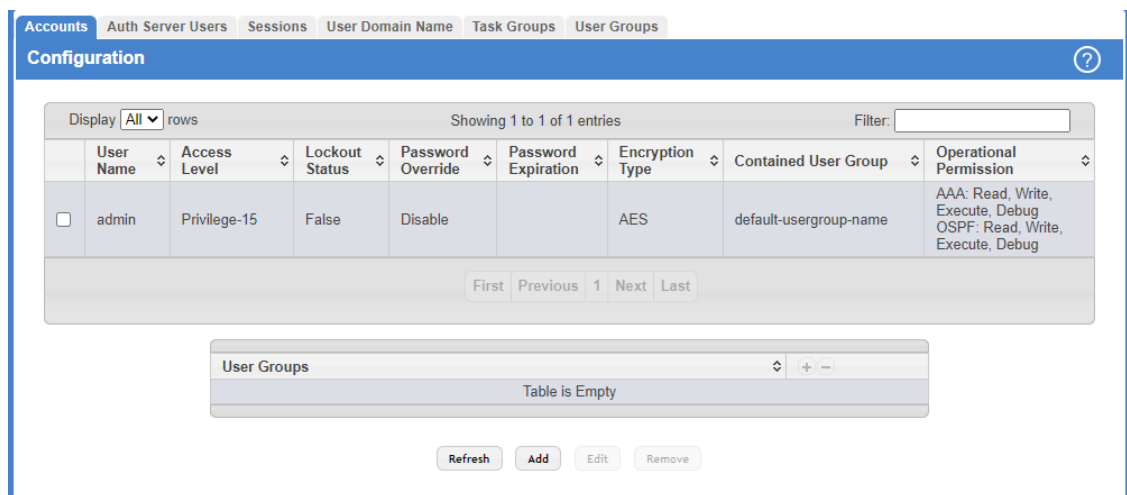 Accounts Auth Server Users Sessions User Domain Name Task Groups User Groups
Configuration ?
Display All rows Showing 1 to 1 of 1 entries Filter:
User Name Access Level Lockout Status Password Override Password Expiration Encryption Type Contained User Group Operational Permission
admin Privilege-15 False Disable AES default-usergroup-name AAA: Read, Write,
Execute, Debug
OSPF: Read, Write,
Execute, Debug
First Previous 1 Next Last
User Groups + −
Table is Empty
Refresh Add Edit Remove